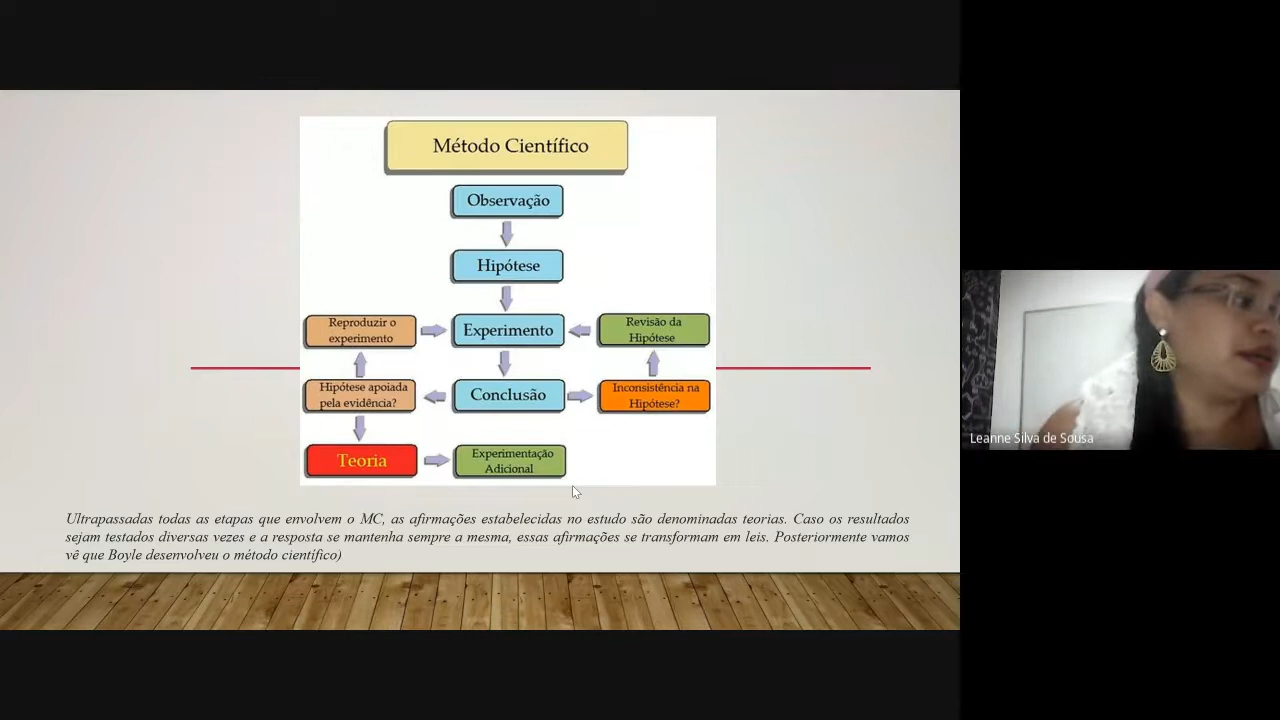 Método Científico
Observação
Hipótese
Reproduzir o
experimento
Experimento
Revisão da
Hipótese
Hipótese apoiada
pela evidência?
Conclusão
Inconsistência na
Hipótese?
Teoria
Experimentação
Adicional
Ultrapassadas todas as etapas que envolvem o MC, as afirmações estabelecidas no estudo são denominadas teorias. Caso os resultados
sejam testados diversas vezes e a resposta se mantenha sempre a mesma, essas afirmações se transformam em leis. Posteriormente vamos
vê que Boyle desenvolveu o método científico)
Leanne Silva de Sousa